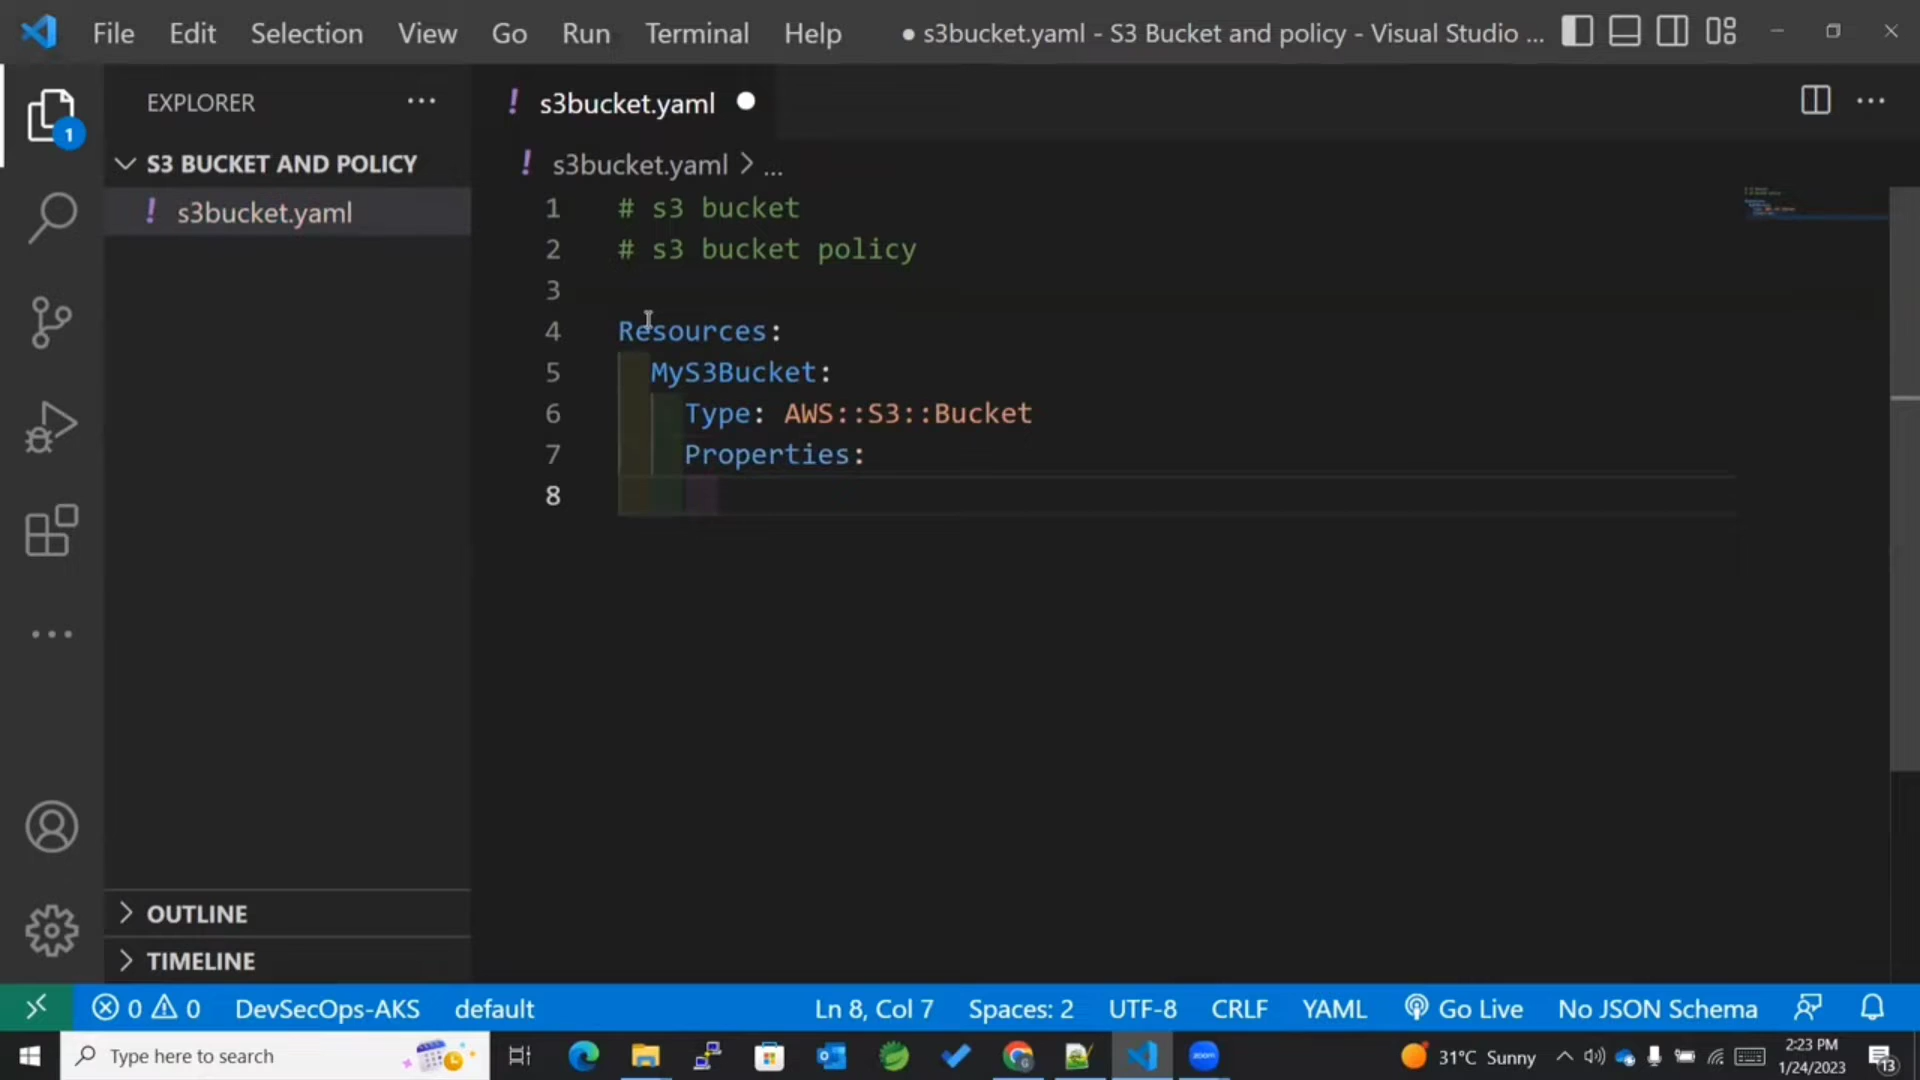 File Edit Selection View Go Run Terminal Help ● s3bucket.yaml - S3 Bucket and policy - Visual Studio ...
EXPLORER ...
! s3bucket.yaml ●
1
S3 BUCKET AND POLICY
! s3bucket.yaml > ...
! s3bucket.yaml
1 # s3 bucket
2 # s3 bucket policy
3
4 Resources:
5 MyS3Bucket:
6 Type: AWS::S3::Bucket
7 Properties:
8
OUTLINE
TIMELINE
0 0 DevSecOps-AKS default Ln 8, Col 7 Spaces: 2 UTF-8 CRLF YAML Go Live No JSON Schema
Type here to search zoom 31°C Sunny 2:23 PM
1/24/2023 13